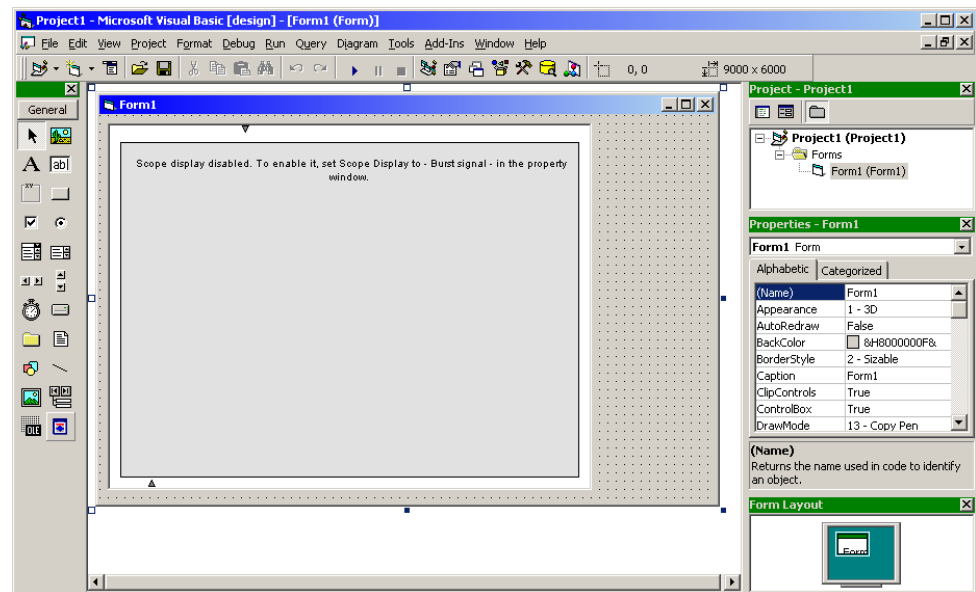 Project1 - Microsoft Visual Basic [design] - [Form1 (Form)]
File Edit View Project Format Debug Run Query Diagram Tools Add-Ins Window Help
0, 0
9000 x 6000
General
A
ab|
XY
OLE
Form1
Scope display disabled. To enable it, set Scope Display to - Burst signal - in the property
window.
Project - Project1
Project1 (Project1)
Forms
Form1 (Form1)
Properties - Form1
Form1 Form
Alphabetic Categorized
(Name) Form1
Appearance 1 - 3D
AutoRedraw False
BackColor &H8000000F&
BorderStyle 2 - Sizable
Caption Form1
ClipControls True
ControlBox True
DrawMode 13 - Copy Pen
(Name)
Returns the name used in code to identify
an object.
Form Layout
Form